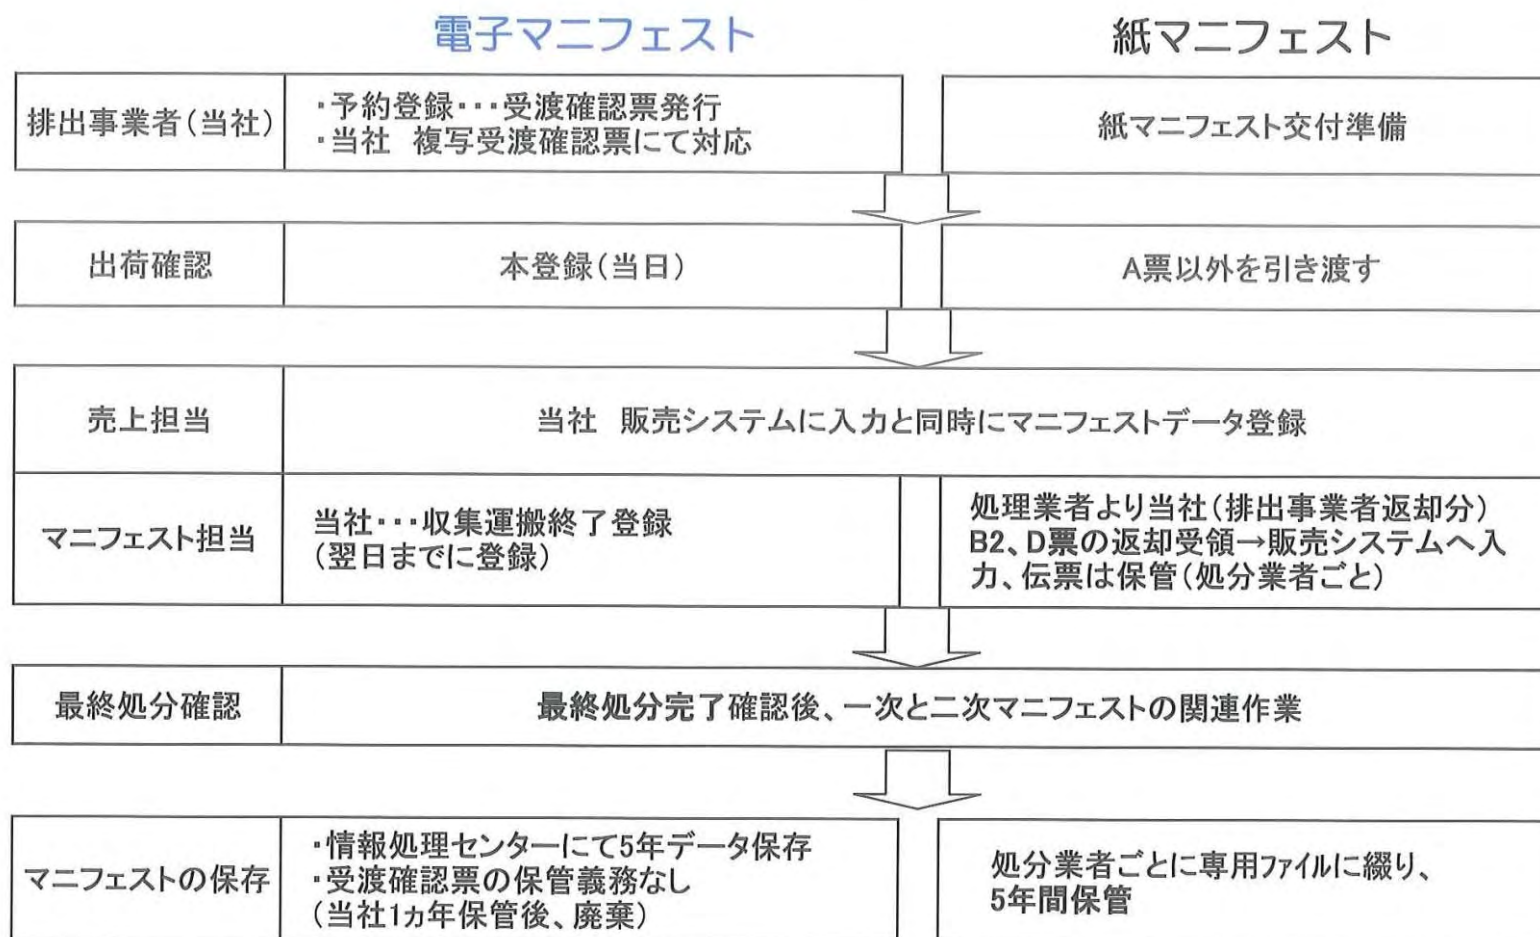 電子マニフェスト
紙マニフェスト
排出事業者(当社)
・予約登録・・・受渡確認票発行
・当社 複写受渡確認票にて対応
紙マニフェスト交付準備
出荷確認
本登録(当日)
A票以外を引き渡す
売上担当
当社 販売システムに入力と同時にマニフェストデータ登録
マニフェスト担当
当社・・・収集運搬終了登録
(翌日までに登録)
処理業者より当社(排出事業者返却分)
B2、D票の返却受領→販売システムへ入
力、伝票は保管(処分業者ごと)
最終処分確認
最終処分完了確認後、一次と二次マニフェストの関連作業
マニフェストの保存
・情報処理センターにて5年データ保存
・受渡確認票の保管義務なし
(当社1ヵ年保管後、廃棄)
処分業者ごとに専用ファイルに綴り、
5年間保管